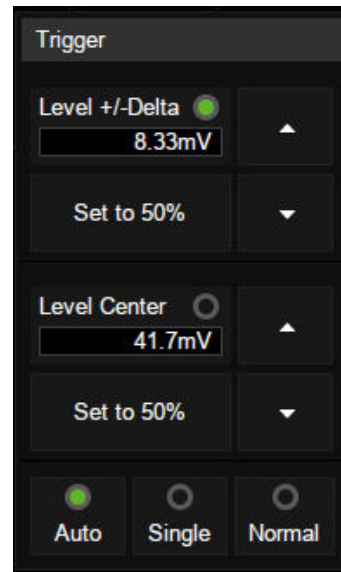 Trigger
Level +/-Delta
8.33mV
Set to 50%
Level Center
41.7mV
Set to 50%
Auto Single Normal